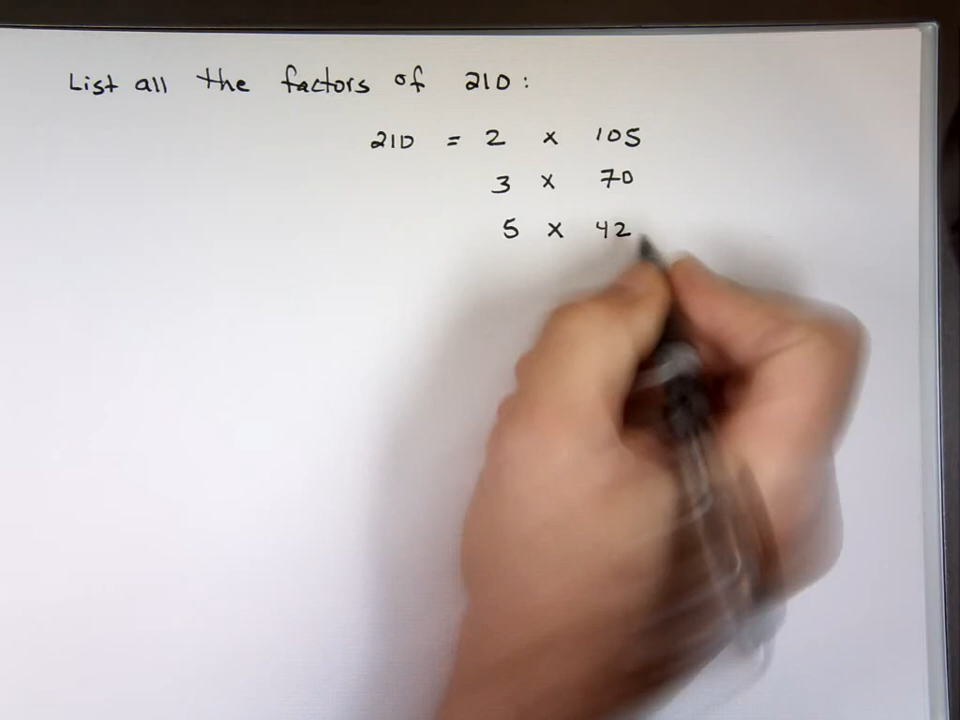 List all the factors of 210:
210 = 2 x 105
3 x 70
5 x 42